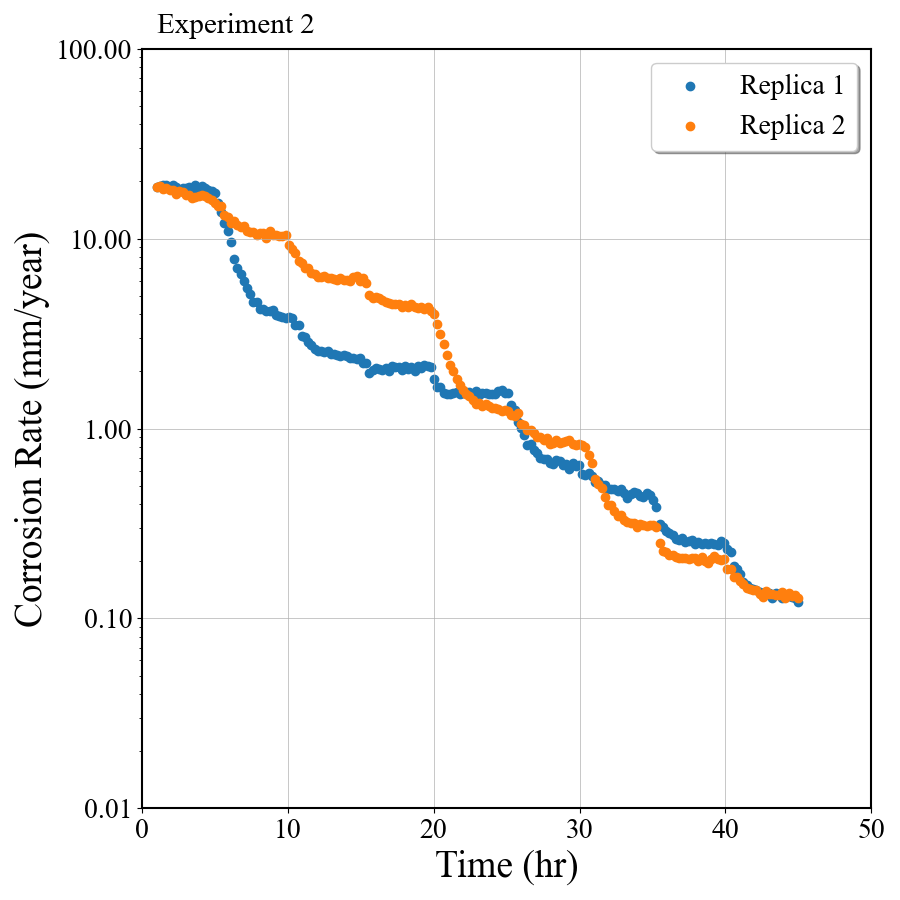 Experiment 2
100.00
10.00
1.00
0.10
0.01
Corrosion Rate (mm/year)
Replica 1
Replica 2
0 10 20 30 40 50
Time (hr)